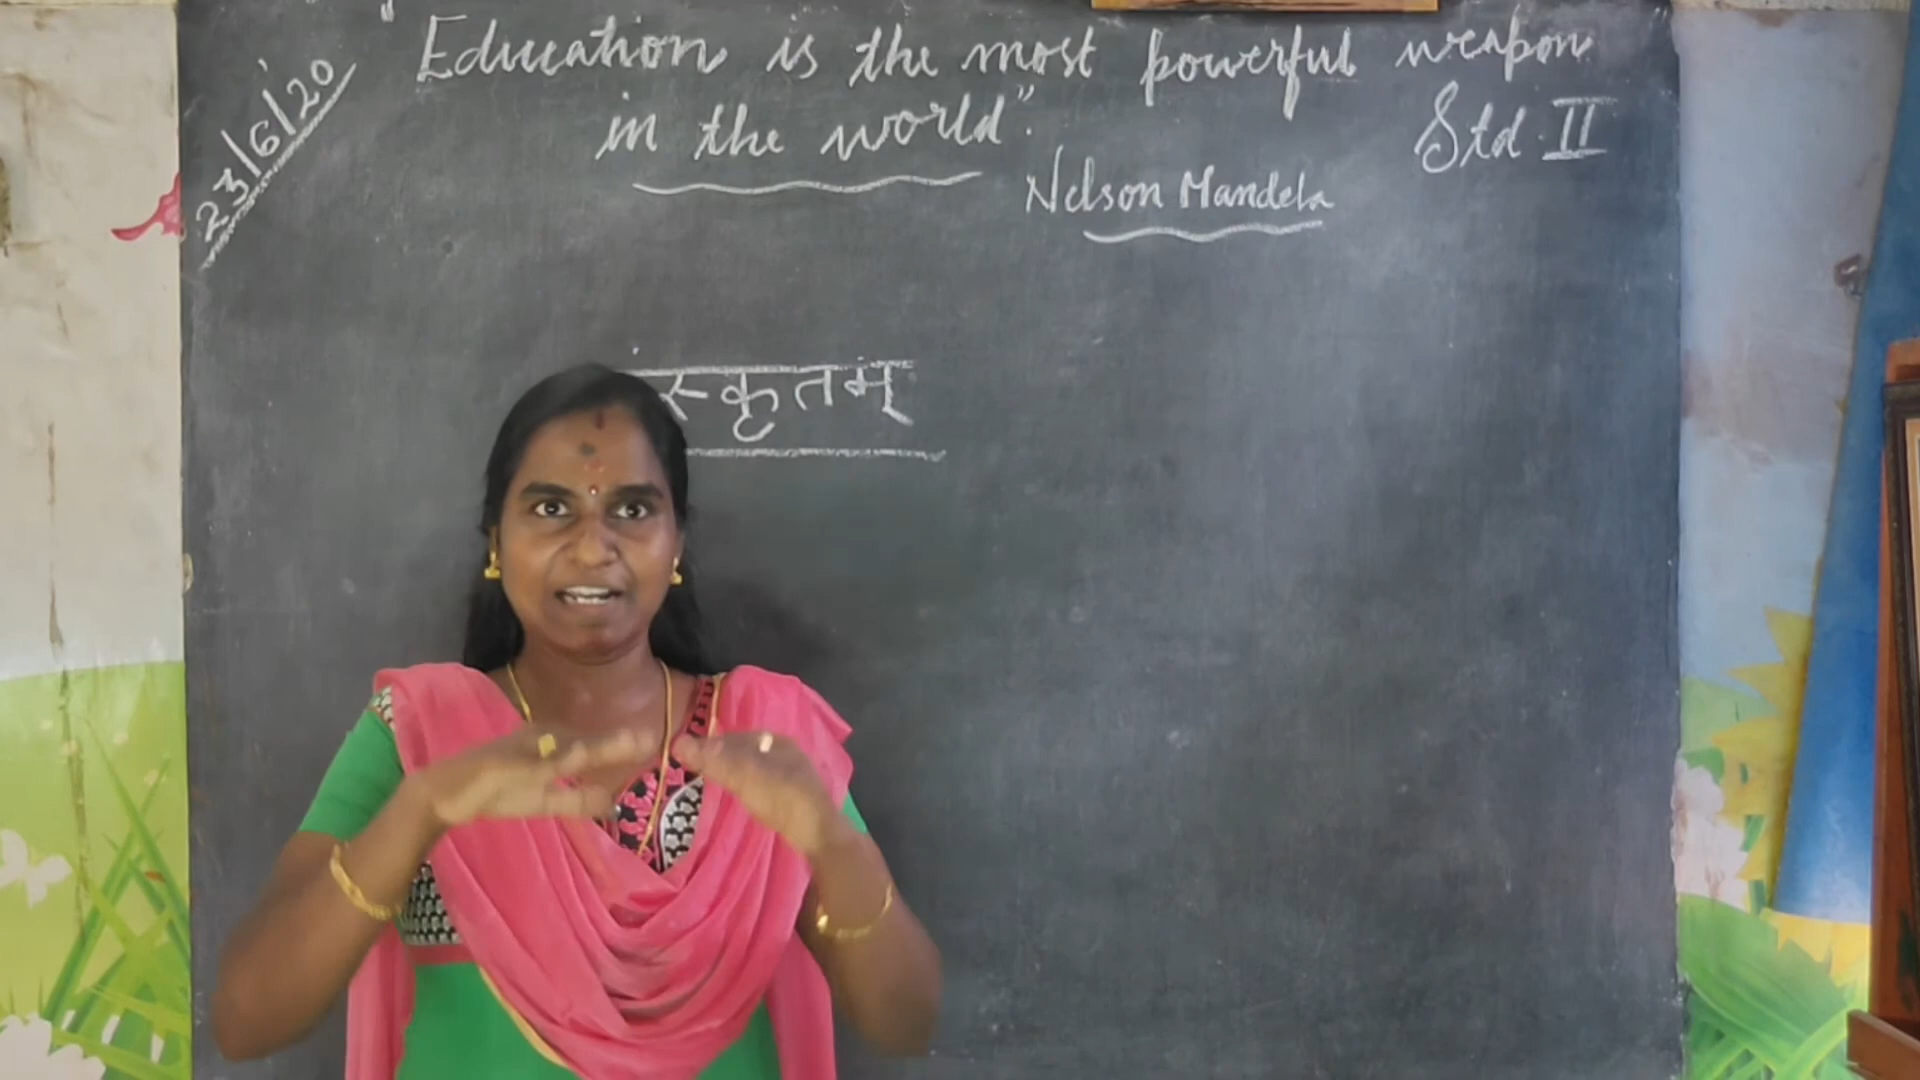 23/6/20
"Education is the most powerful weapon
in the world".
Std. II
Nelson Mandela
स्कृतम्